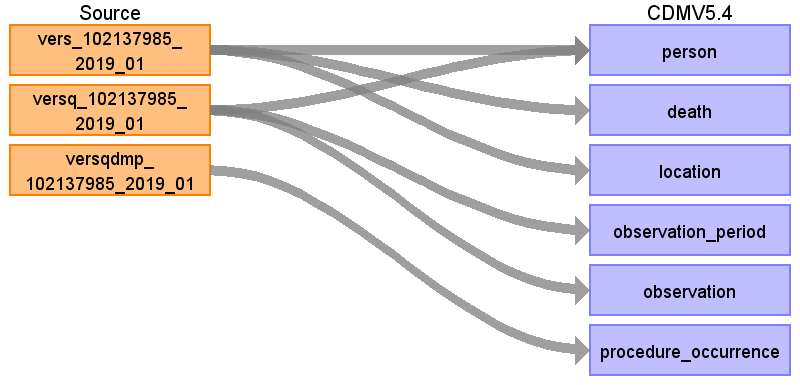 Source
CDMV5.4
vers_102137985_
2019_01
person
versq_102137985_
2019_01
death
versqdmp_
102137985_2019_01
location
observation_period
observation
procedure_occurrence